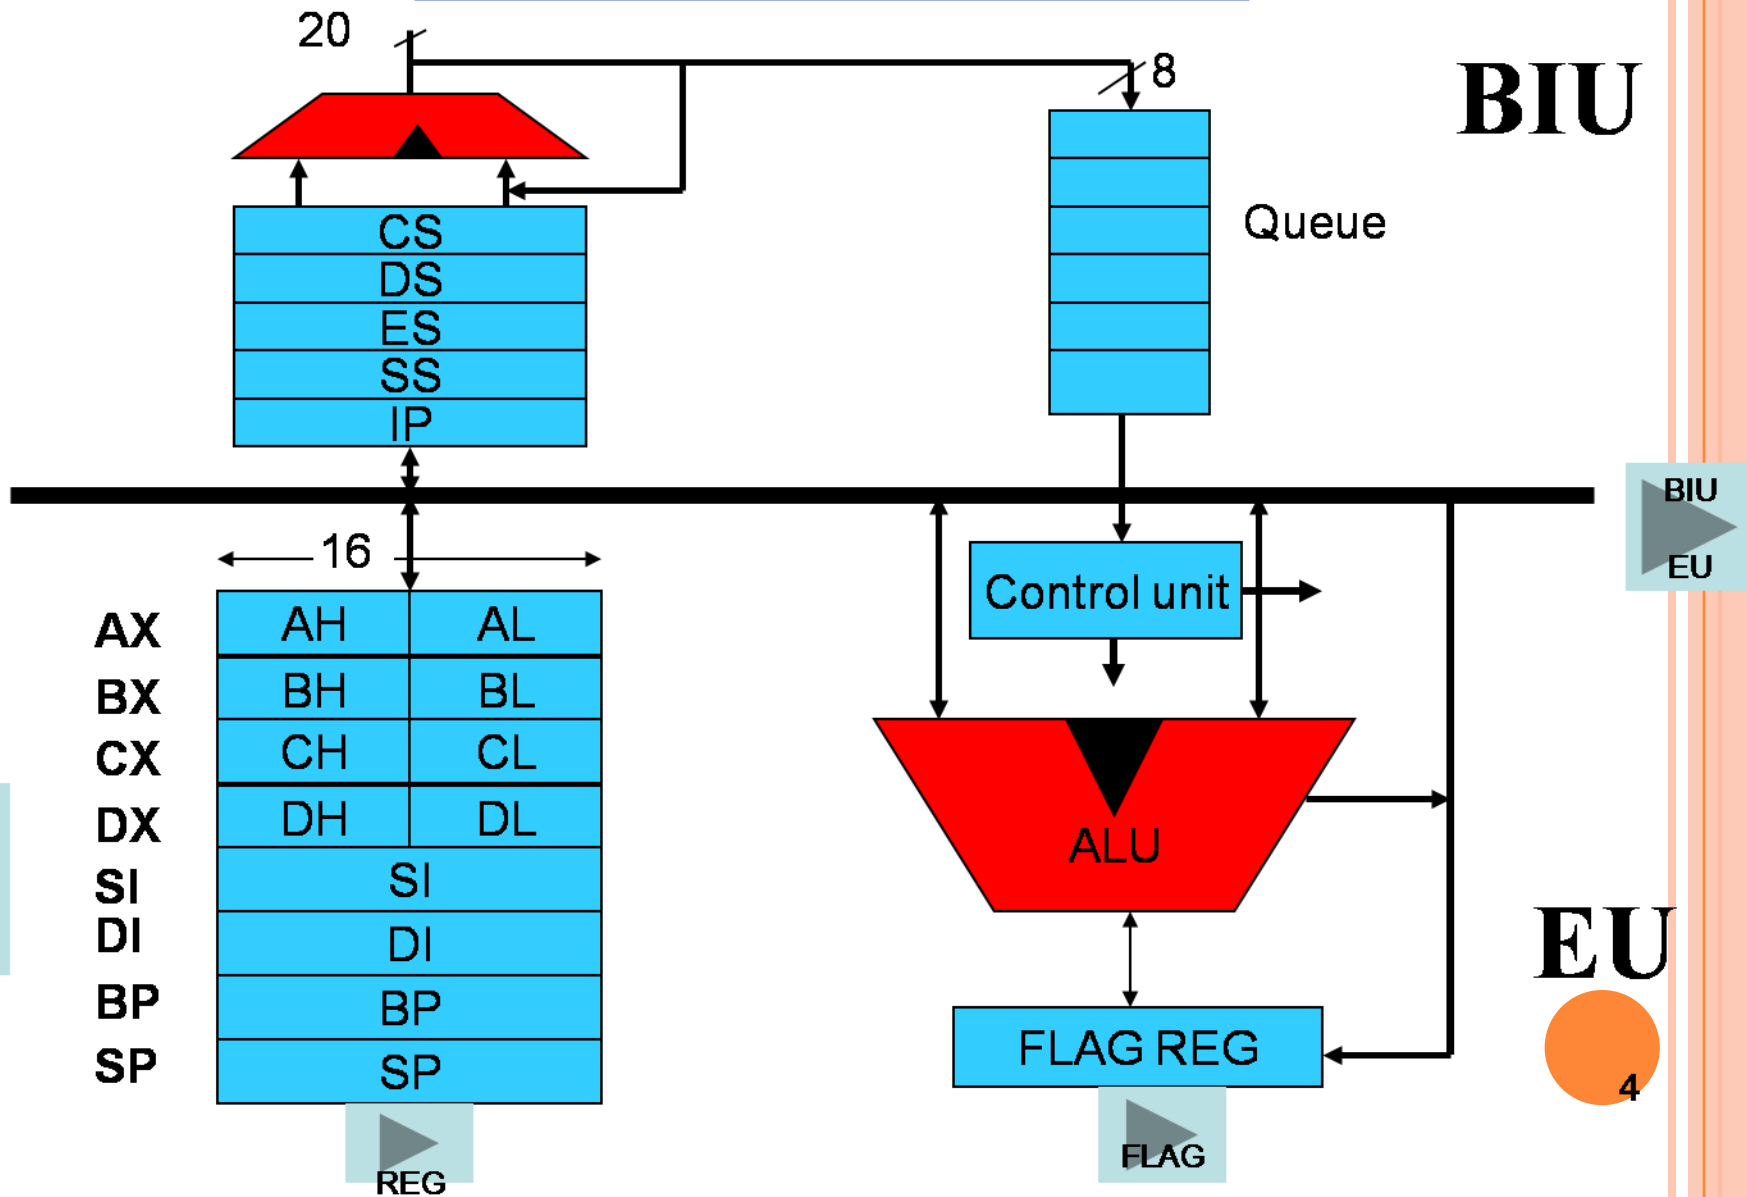 20
8
BIU
CS
DS
ES
SS
IP
Queue
BIU
EU
16
Control unit
AX
AH
AL
BX
BH
BL
CX
CH
CL
DX
DH
DL
SI
SI
DI
DI
BP
BP
SP
SP
ALU
EU
FLAG REG
4
REG
FLAG